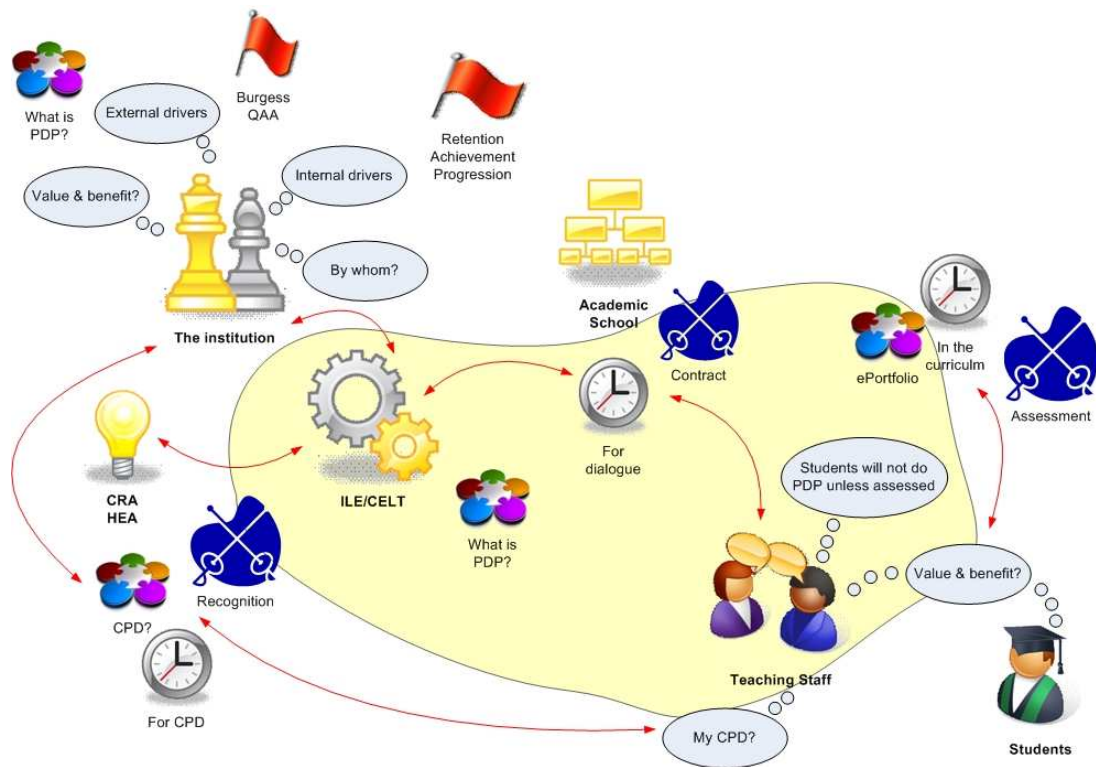 What is
PDP?
External drivers
Burgess
QAA
Retention
Achievement
Progression
Value & benefit?
Internal drivers
By whom?
The institution
Academic
School
Contract
ePortfolio
In the
curriculm
Assessment
CRA
HEA
ILE/CELT
For
dialogue
Students will not do
PDP unless assessed
What is
PDP?
Recognition
CPD?
For CPD
Value & benefit?
Teaching Staff
My CPD?
Students